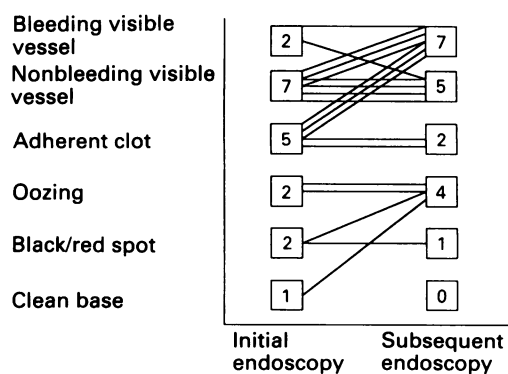 Bleeding visible
vessel
2 7
Nonbleeding visible
vessel
7 5
Adherent clot 5 2
Oozing 2 4
Black/red spot 2 1
Clean base 1 0
Initial
endoscopy
Subsequent
endoscopy